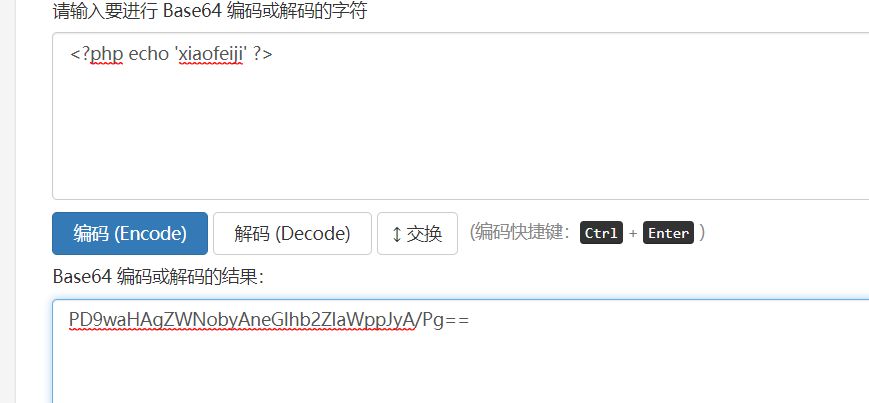 请输入要进行 Base64 编码或解码的字符
<?php echo 'xiaofeiji' ?>
编码 (Encode) 解码 (Decode) ↕ 交换 (编码快捷键： Ctrl + Enter )
Base64 编码或解码的结果：
PD9waHAgZWNobyAneGlhb2ZlaWppJyA/Pg==